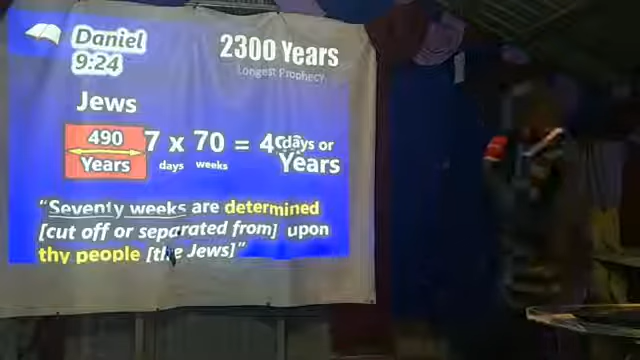 Daniel
9:24
2300 Years
Longest Prophecy
Jews
490
Years
7 x 70 =
days weeks
days or
Years
"Seventy weeks are determined
[cut off or separated from] upon
thy people [the Jews]"